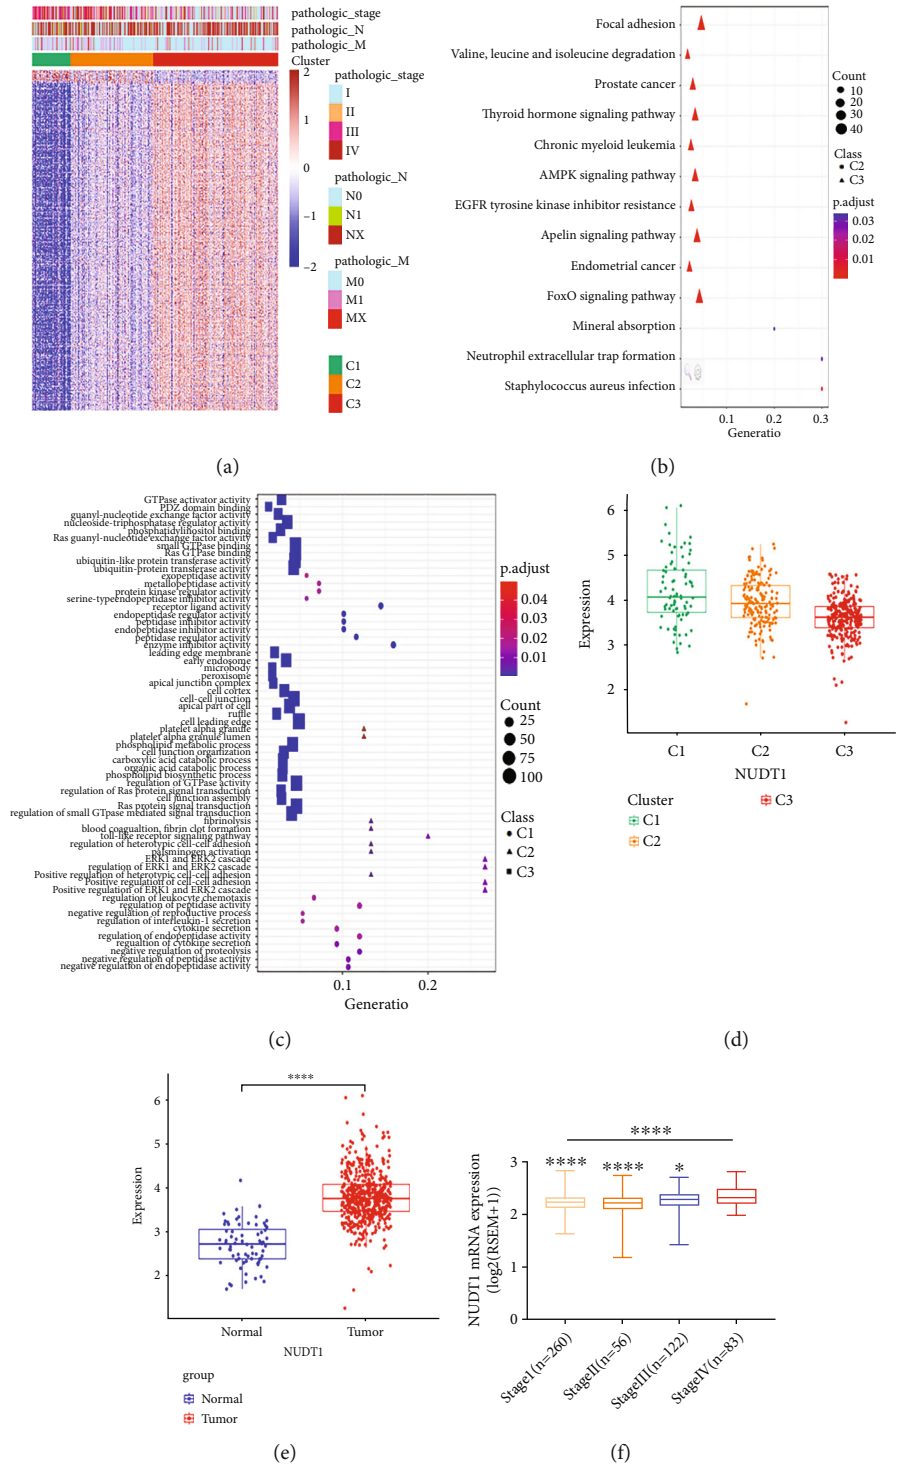 pathologic_stage
pathologic_N
pathologic_M
Cluster
2
1
0
−1
−2
pathologic_stage
I
II
III
IV
pathologic_N
N0
N1
NX
pathologic_M
M0
M1
MX
C1
C2
C3
(a)
Focal adhesion
Valine, leucine and isoleucine degradation
Prostate cancer
Thyroid hormone signaling pathway
Chronic myeloid leukemia
AMPK signaling pathway
EGFR tyrosine kinase inhibitor resistance
Apelin signaling pathway
Endometrial cancer
FoxO signaling pathway
Mineral absorption
Neutrophil extracellular trap formation
Staphylococcus aureus infection
0.1 0.2 0.3
Generatio
Count
10
20
30
40
Class
C2
C3
p.adjust
0.03
0.02
0.01
(b)
GTPase activator activity
PDZ domain binding
guanyl-nucleotide exchange factor activity
nucleoside-triphosphatase regulator activity
phosphatidylinositol binding
Ras guanyl-nucleotide exchange factor activity
small GTPase binding
Ras GTPase binding
ubiquitin-like protein transferase activity
ubiquitin-protein transferase activity
exopeptidase activity
metallopeptidase activity
protein kinase regulator activity
serine-typeendopeptidase inhibitor activity
receptor ligand activity
endopeptidase regulator activity
peptidase inhibitor activity
endopeptidase inhibitor activity
peptidase regulator activity
enzyme inhibitor activity
leading edge membrane
early endosome
microbody
peroxisome
apical junction complex
cell cortex
cell-cell junction
apical part of cell
ruffle
cell leading edge
platelet alpha granule
platelet alpha granule lumen
phospholipid metabolic process
cell junction organization
carboxylic acid catabolic process
organic acid catabolic process
phospholipid biosynthetic process
regulation of GTPase activity
regulation of Ras protein signal transduction
cell junction assembly
Ras protein signal transduction
regulation of small GTPase mediated signal transduction
fibrinolysis
blood coagualtion, fibrin clot formation
toll-like receptor signaling pathway
regulation of heterotypic cell-cell adhesion
palsminogen activation
ERK1 and ERK2 cascade
regulation of ERK1 and ERK2 cascade
Positive regulation of heterotypic cell-cell adhesion
Positive regulation of cell-cell adhesion
Positive regulation of ERK1 and ERK2 cascade
regulation of leukocyte chemotaxis
regulation of peptidase activity
negative regulation of reproductive process
regulation of interleukin-1 secretion
cytokine secretion
regulation of endopeptidase activity
regualtion of cytokine secretion
negative regulation of proteolysis
negative regulation of peptidase activity
negative regulation of endopeptidase activity
0.1 0.2
Generatio
p.adjust
0.04
0.03
0.02
0.01
Count
25
50
75
100
Class
C1
C2
C3
(c)
Expression
6
5
4
3
2
C1 C2 C3
NUDT1
Cluster
C1
C2
C3
(d)
****
Expression
6
5
4
3
2
Normal Tumor
NUDT1
group
Normal
Tumor
(e)
****
**** **** *
NUDT1 mRNA expression
(log2(RSEM+1))
3
2
1
0
Stage1(n=260)
StageII(n=56)
StageIII(n=122)
StageIV(n=83)
(f)